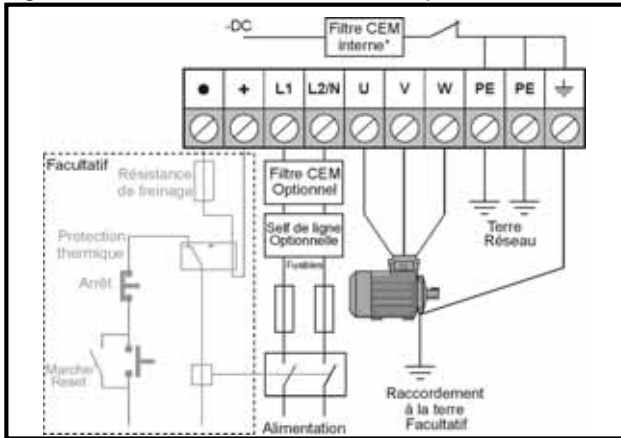 -DC
Filtre CEM
interne*
● + L1 L2/N U V W PE PE
Facultatif
Résistance
de freinage
Filtre CEM
Optionnel
Self de ligne
Optionnelle
Fusibles
Protection
thermique
Arrêt
Marche/
Reset
Terre
Réseau
Raccordement
à la terre
Facultatif
Alimentation